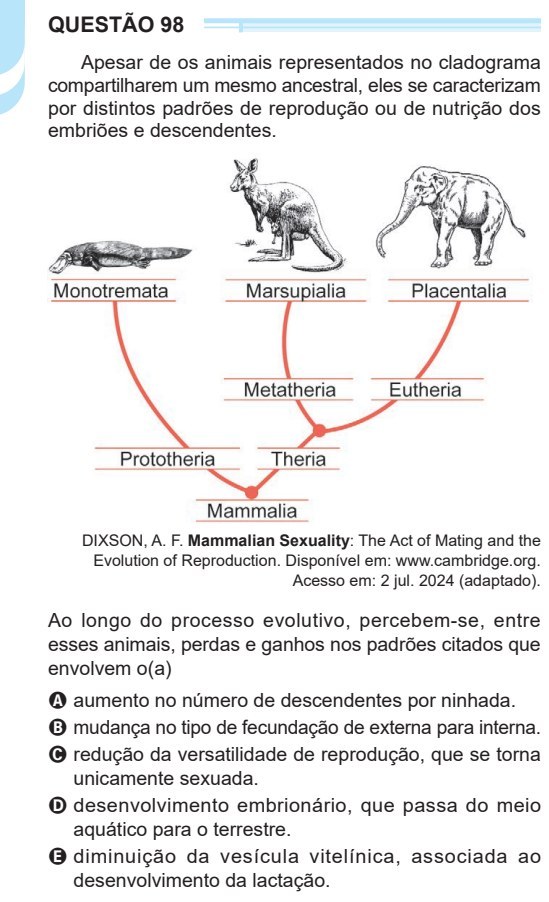 QUESTÃO 98
Apesar de os animais representados no cladograma
compartilharem um mesmo ancestral, eles se caracterizam
por distintos padrões de reprodução ou de nutrição dos
embriões e descendentes.
Monotremata
Marsupialia
Placentalia
Metatheria
Eutheria
Prototheria
Theria
Mammalia
DIXSON, A. F. Mammalian Sexuality: The Act of Mating and the
Evolution of Reproduction. Disponível em: www.cambridge.org.
Acesso em: 2 jul. 2024 (adaptado).
Ao longo do processo evolutivo, percebem-se, entre
esses animais, perdas e ganhos nos padrões citados que
envolvem o(a)
A aumento no número de descendentes por ninhada.
B mudança no tipo de fecundação de externa para interna.
C redução da versatilidade de reprodução, que se torna
unicamente sexuada.
D desenvolvimento embrionário, que passa do meio
aquático para o terrestre.
E diminuição da vesícula vitelínica, associada ao
desenvolvimento da lactação.